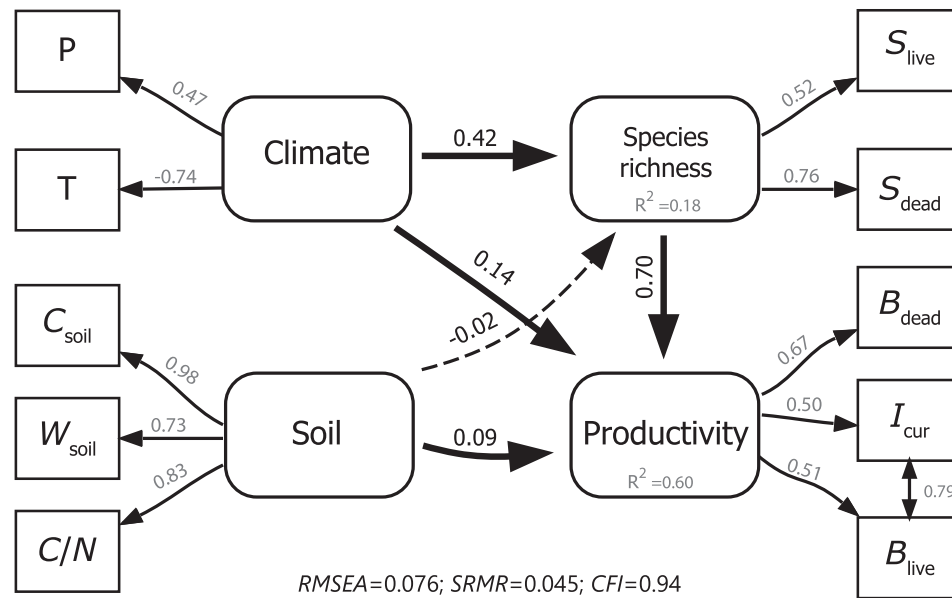 P
0.47
T
-0.74
Climate
0.42
Species
richness
R² =0.18
0.52
S live
0.76
S dead
0.14
0.70
-0.02
C soil
0.98
W soil
0.73
C/N
0.83
Soil
0.09
Productivity
R² =0.60
0.67
B dead
0.50
I cur
0.51
0.79
B live
RMSEA=0.076; SRMR=0.045; CFI=0.94